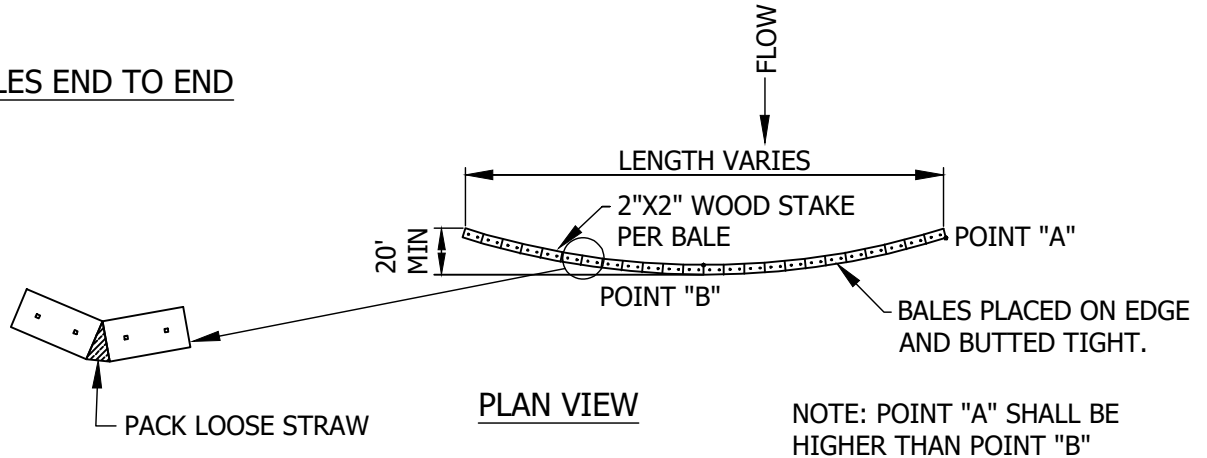 FLOW
LES END TO END
LENGTH VARIES
2"X2" WOOD STAKE
PER BALE
20'
MIN
POINT "A"
POINT "B"
BALES PLACED ON EDGE
AND BUTTED TIGHT.
PACK LOOSE STRAW
PLAN VIEW
NOTE: POINT "A" SHALL BE
HIGHER THAN POINT "B"